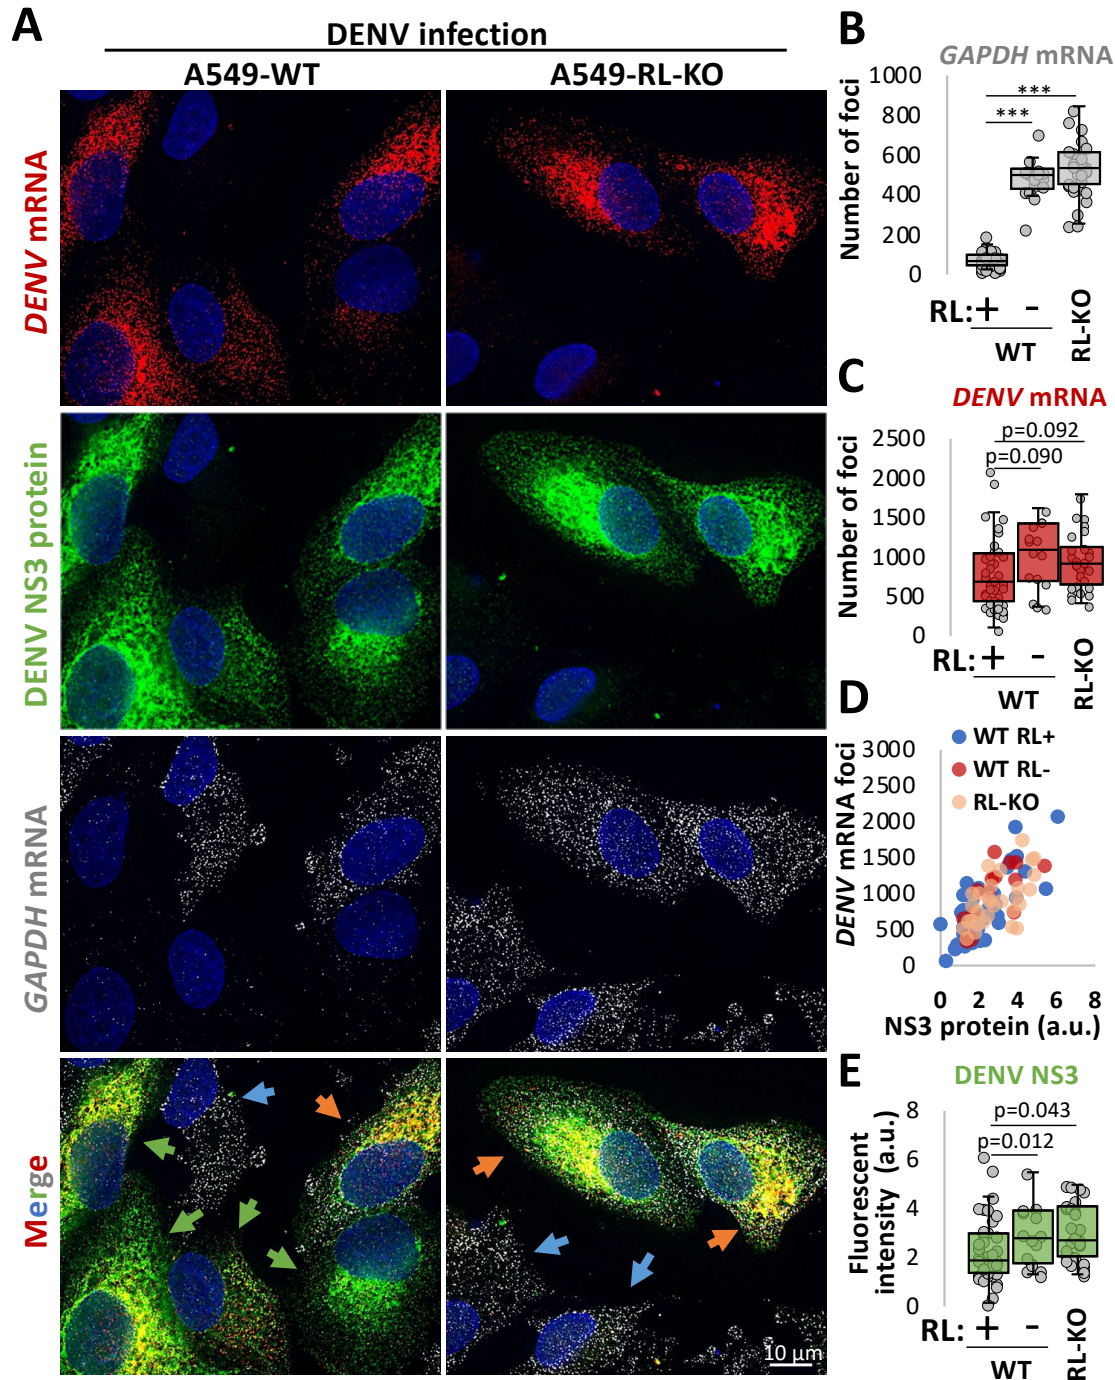 A
DENV infection
A549-WT
A549-RL-KO
DENV mRNA
DENV NS3 protein
GAPDH mRNA
Merge
10 µm
B
GAPDH mRNA
Number of foci
1000
800
600
400
200
0
***
***
RL: + -
WT
RL-KO
C
DENV mRNA
Number of foci
2500
2000
1500
1000
500
0
p=0.092
p=0.090
RL: + -
WT
RL-KO
D
WT RL+
WT RL-
RL-KO
DENV mRNA foci
3000
2500
2000
1500
1000
500
0
0 2 4 6 8
NS3 protein (a.u.)
E
DENV NS3
Fluorescent
intensity (a.u.)
8
6
4
2
0
p=0.043
p=0.012
RL: + -
WT
RL-KO